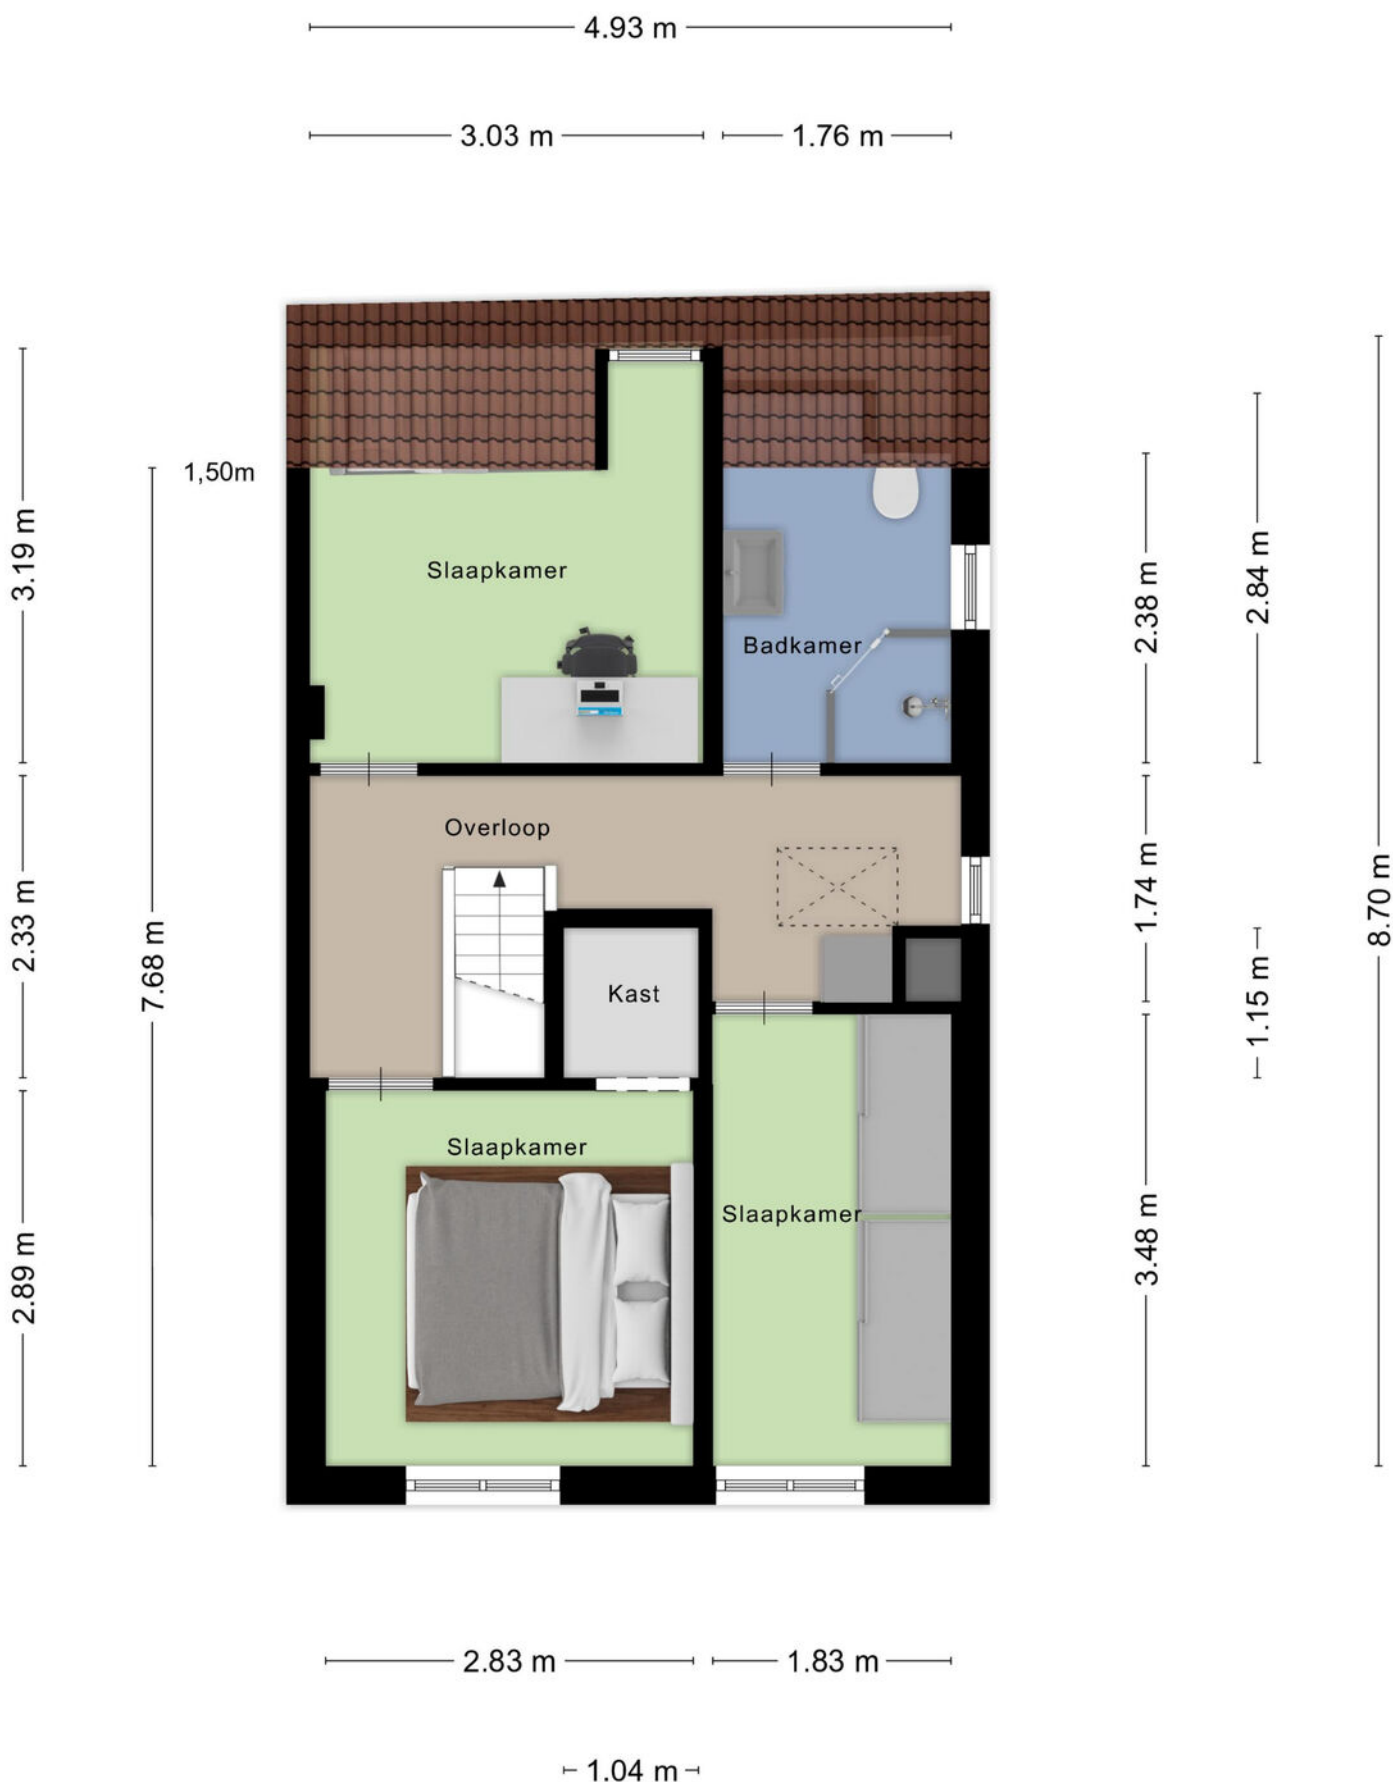 4.93 m
3.03 m
1.76 m
1,50m
3.19 m
Slaapkamer
2.38 m
2.84 m
Badkamer
Overloop
2.33 m
7.68 m
1.74 m
8.70 m
Kast
1.15 m
Slaapkamer
Slaapkamer
2.89 m
3.48 m
2.83 m
1.83 m
1.04 m